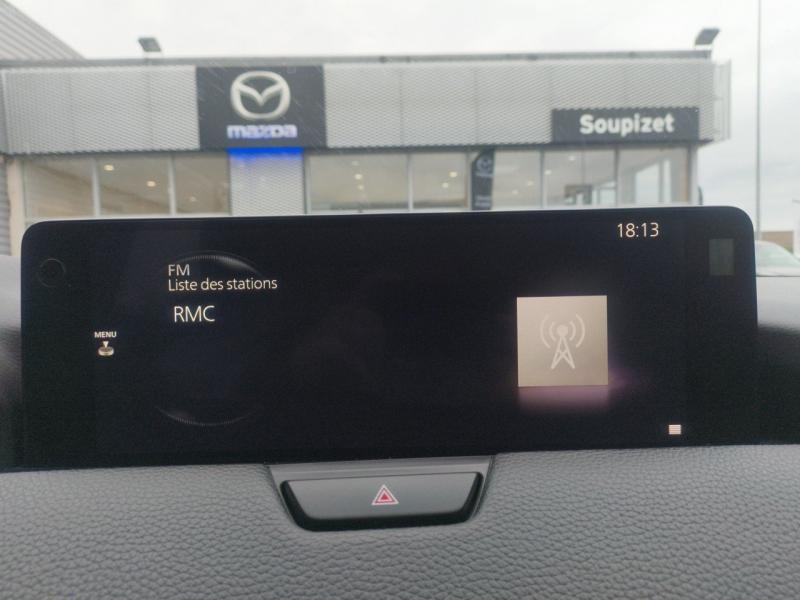 mazda
Soupizet
18:13
FM
Liste des stations
RMC
MENU